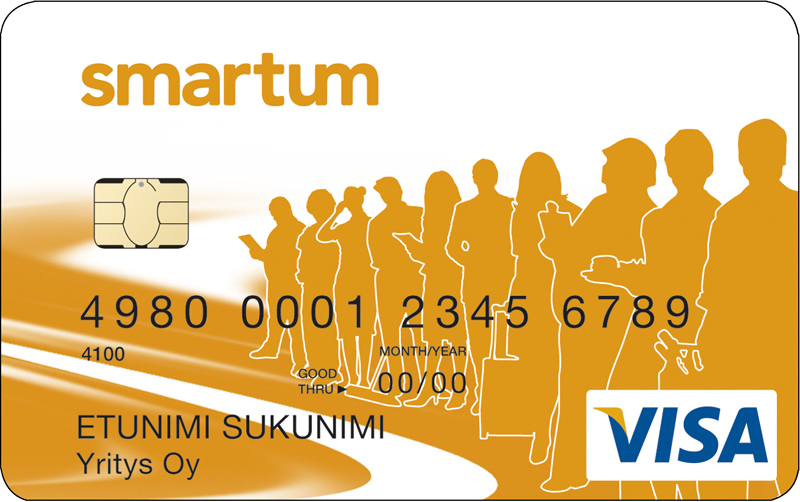 smartum
4980 0001 2345 6789
4100
MONTH/YEAR
GOOD
THRU ▶ 00/00
ETUNIMI SUKUNIMI
Yritys Oy
VISA